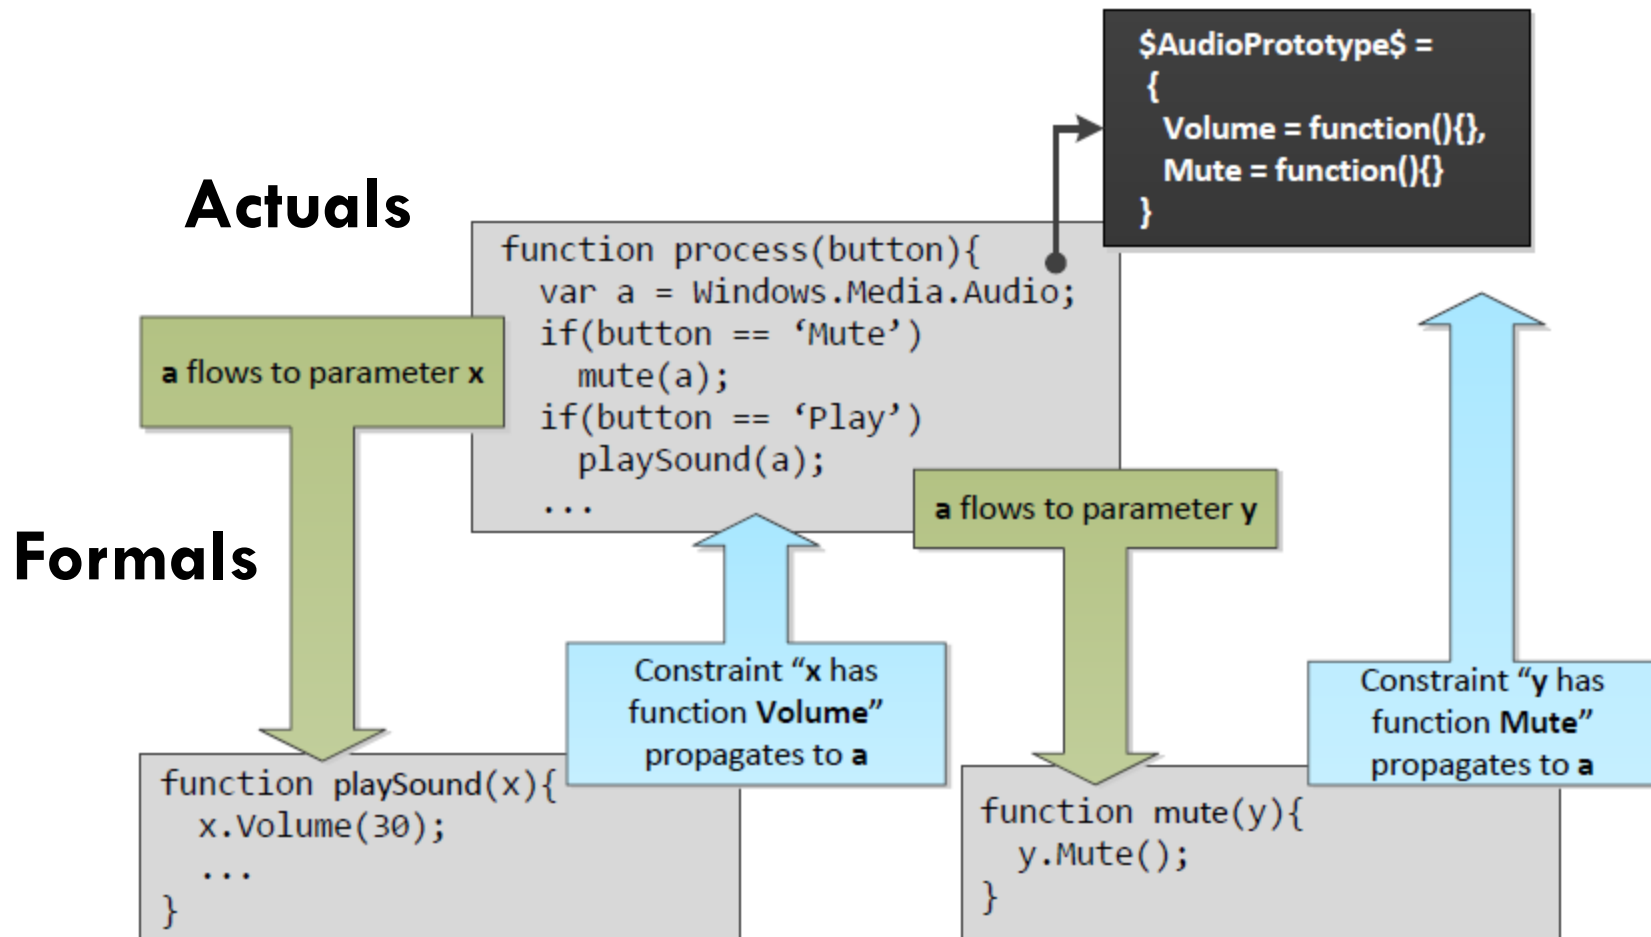 $AudioPrototype$ =
{
Volume = function(){},
Mute = function(){}
}
Actuals
function process(button){
var a = Windows.Media.Audio;
if(button == ‘Mute’)
mute(a);
if(button == ‘Play’)
playSound(a);
...
a flows to parameter x
a flows to parameter y
Formals
Constraint “x has
function Volume”
propagates to a
Constraint “y has
function Mute”
propagates to a
function playSound(x){
x.Volume(30);
...
}
function mute(y){
y.Mute();
}